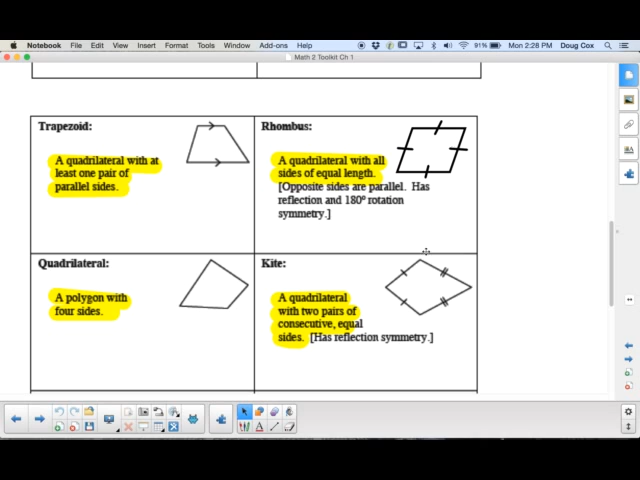 Notebook File Edit View Insert Format Tools Window Add-ons Help 91% Mon 2:28 PM Doug Cox
Math 2 Toolkit Ch 1
Trapezoid:
A quadrilateral with at
least one pair of
parallel sides.
Rhombus:
A quadrilateral with all
sides of equal length.
[Opposite sides are parallel. Has
reflection and 180º rotation
symmetry.]
Quadrilateral:
A polygon with
four sides.
Kite:
A quadrilateral
with two pairs of
consecutive, equal
sides. [Has reflection symmetry.]